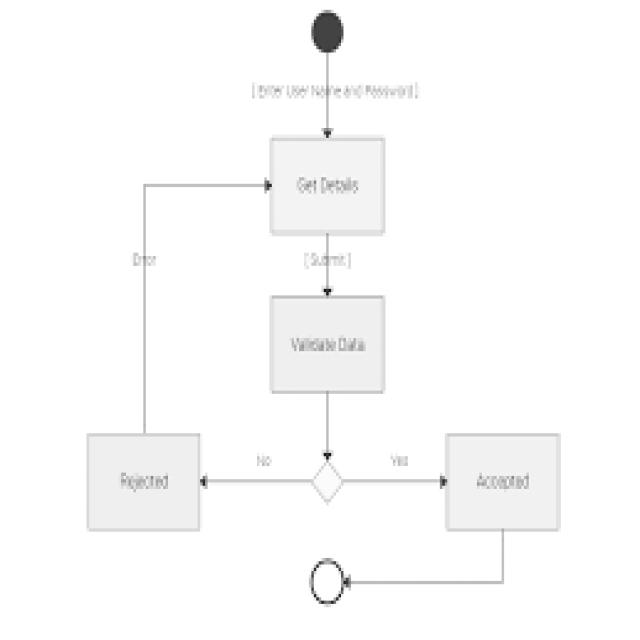 [ Enter User Name and Password ]
Get Details
Error
[ Submit ]
Validate Data
No
Yes
Rejected
Accepted